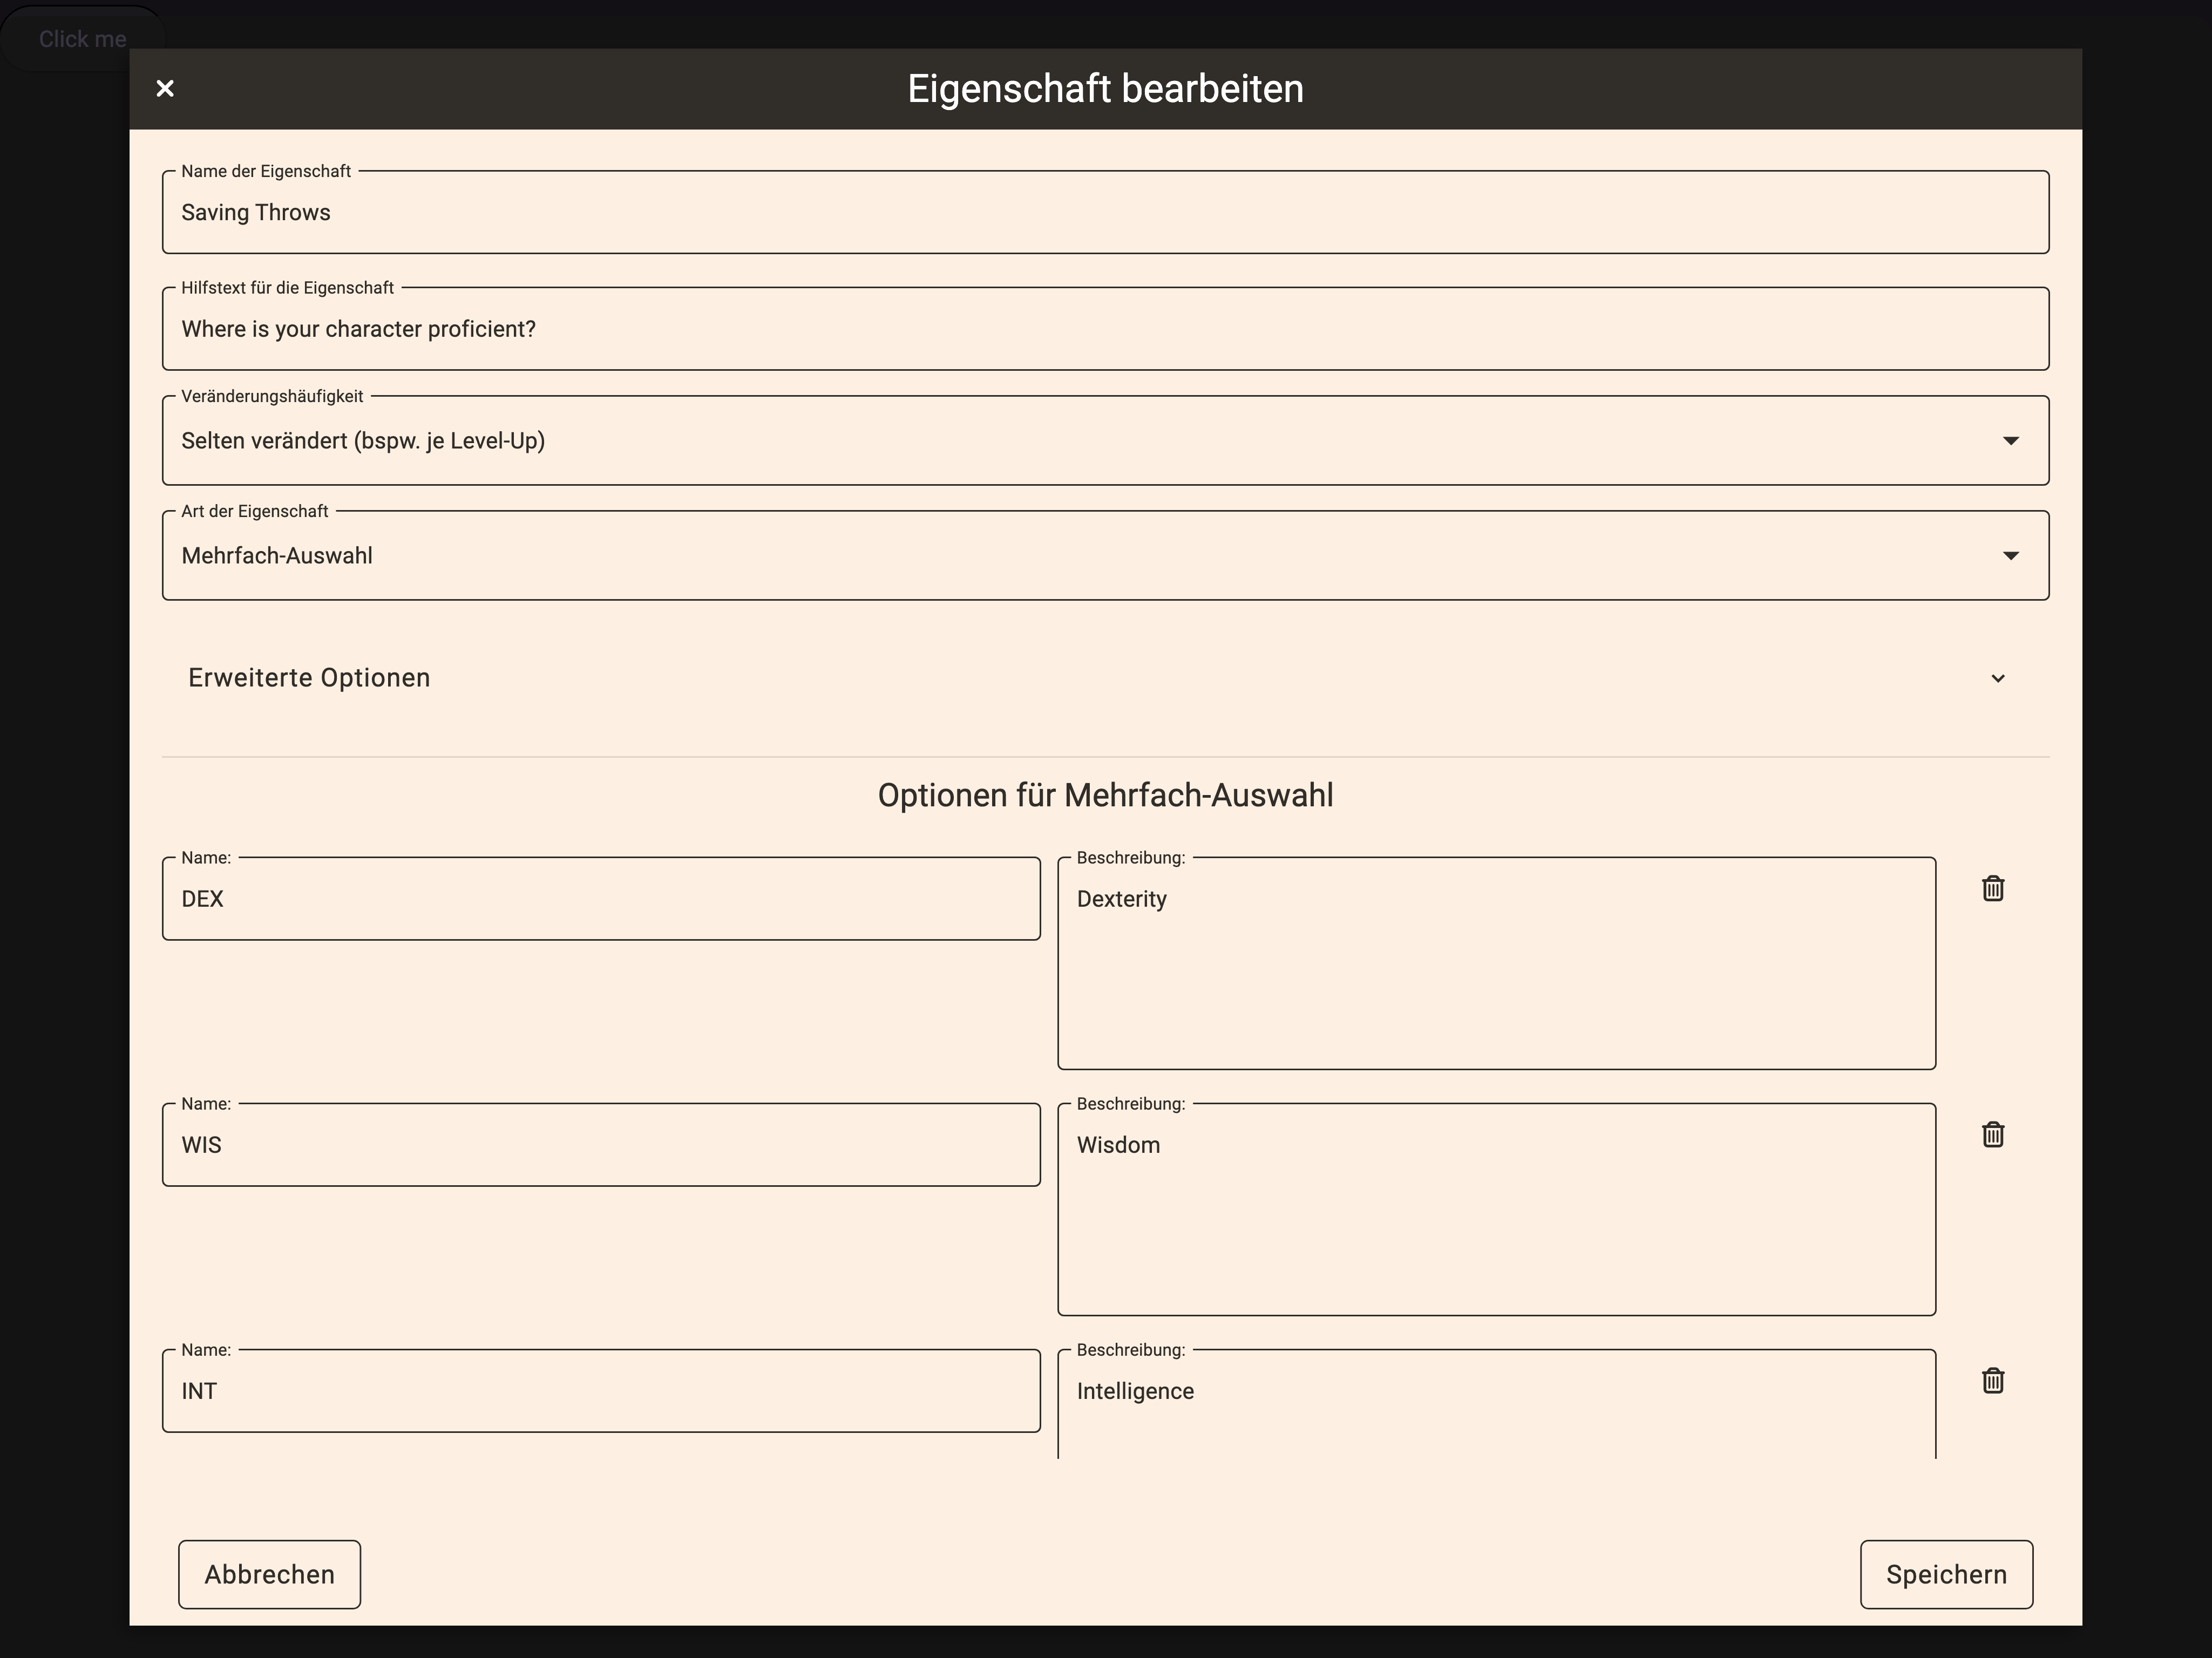 Click me
Eigenschaft bearbeiten
Name der Eigenschaft
Saving Throws
Hilfstext für die Eigenschaft
Where is your character proficient?
Veränderungshäufigkeit
Selten verändert (bspw. je Level-Up)
Art der Eigenschaft
Mehrfach-Auswahl
Erweiterte Optionen
Optionen für Mehrfach-Auswahl
Name:
DEX
Beschreibung:
Dexterity
Name:
WIS
Beschreibung:
Wisdom
Name:
INT
Beschreibung:
Intelligence
Abbrechen
Speichern